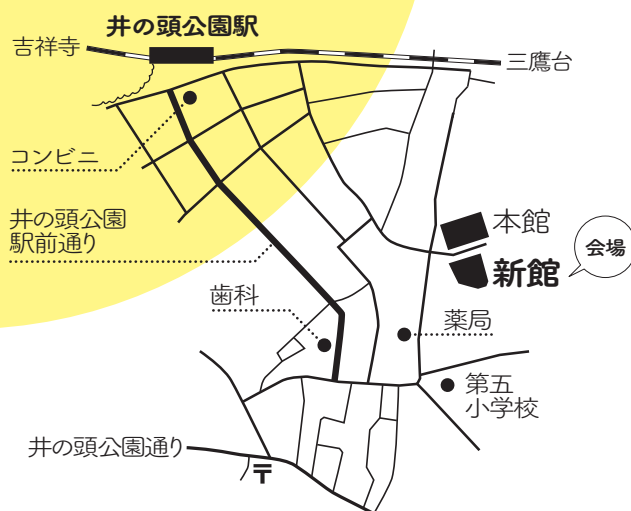 井の頭公園駅
吉祥寺
三鷹台
コンビニ
井の頭公園
駅前通り
本館
新館
会場
歯科
薬局
第五
小学校
井の頭公園通り
〒